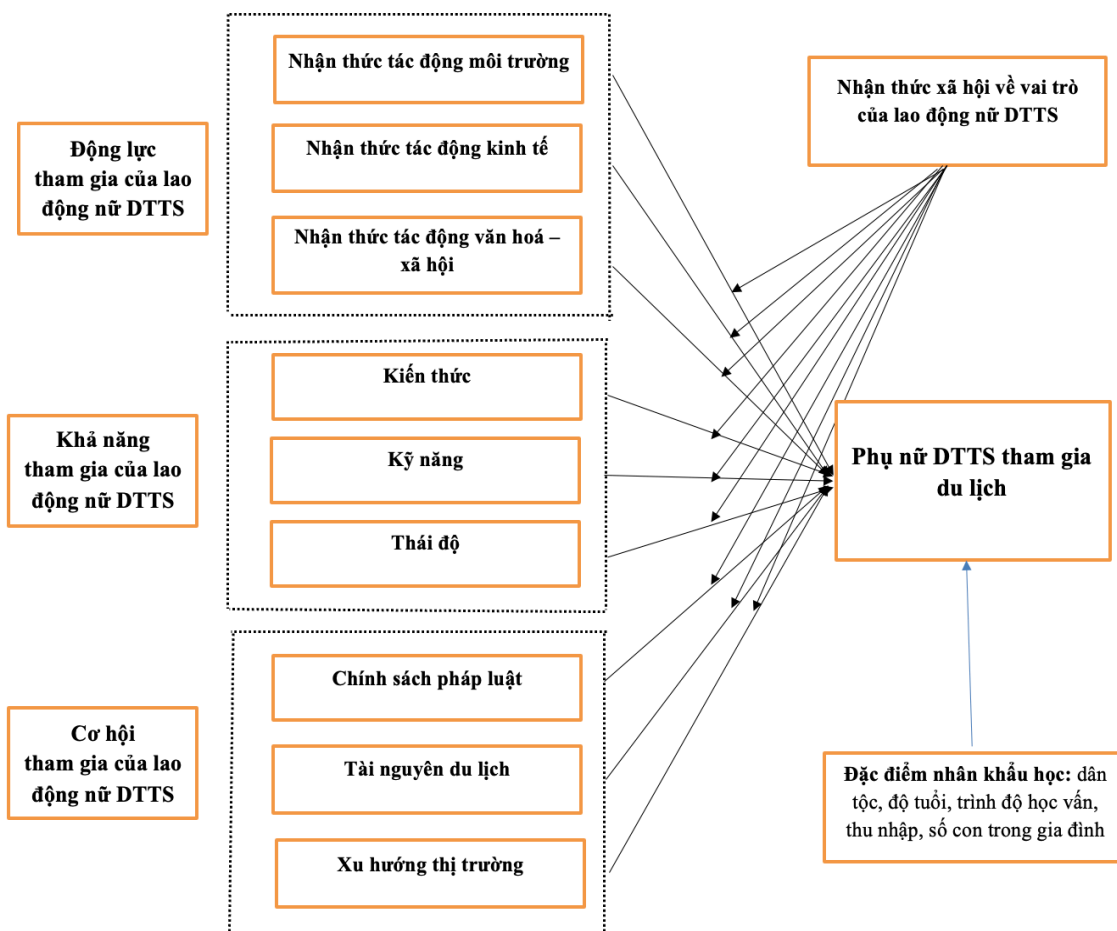 Nhận thức tác động môi trường
Nhận thức xã hội về vai trò
của lao động nữ DTTS
Động lực
tham gia của lao
động nữ DTTS
Nhận thức tác động kinh tế
Nhận thức tác động văn hoá –
xã hội
Kiến thức
Khả năng
tham gia của lao
động nữ DTTS
Kỹ năng
Thái độ
Phụ nữ DTTS tham gia
du lịch
Chính sách pháp luật
Cơ hội
tham gia của lao
động nữ DTTS
Tài nguyên du lịch
Xu hướng thị trường
Đặc điểm nhân khẩu học: dân
tộc, độ tuổi, trình độ học vấn,
thu nhập, số con trong gia đình